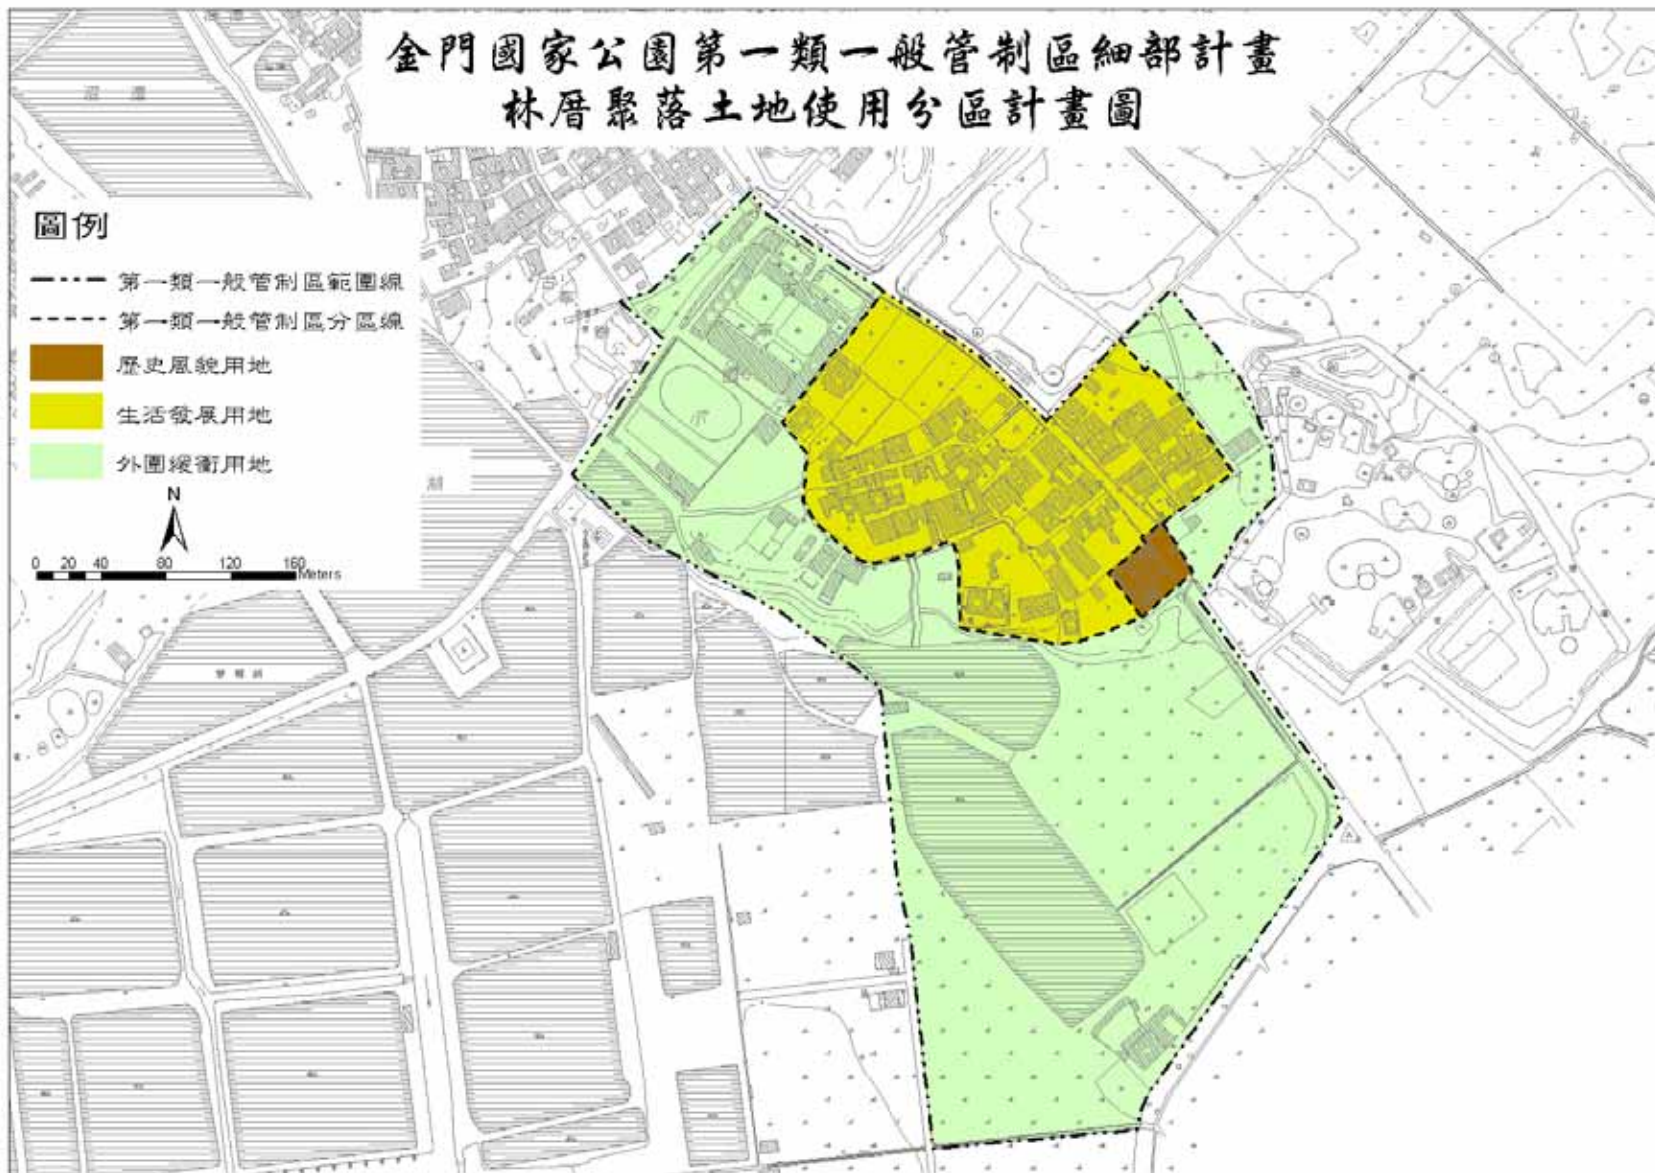 金門國家公園第一類一般管制區細部計畫
林厝聚落土地使用分區計畫圖
圖例
第一類一般管制區範圍線
第一類一般管制區分區線
歷史風貌用地
生活發展用地
外圍緩衝用地
N
0 20 40 80 120 160
Meters